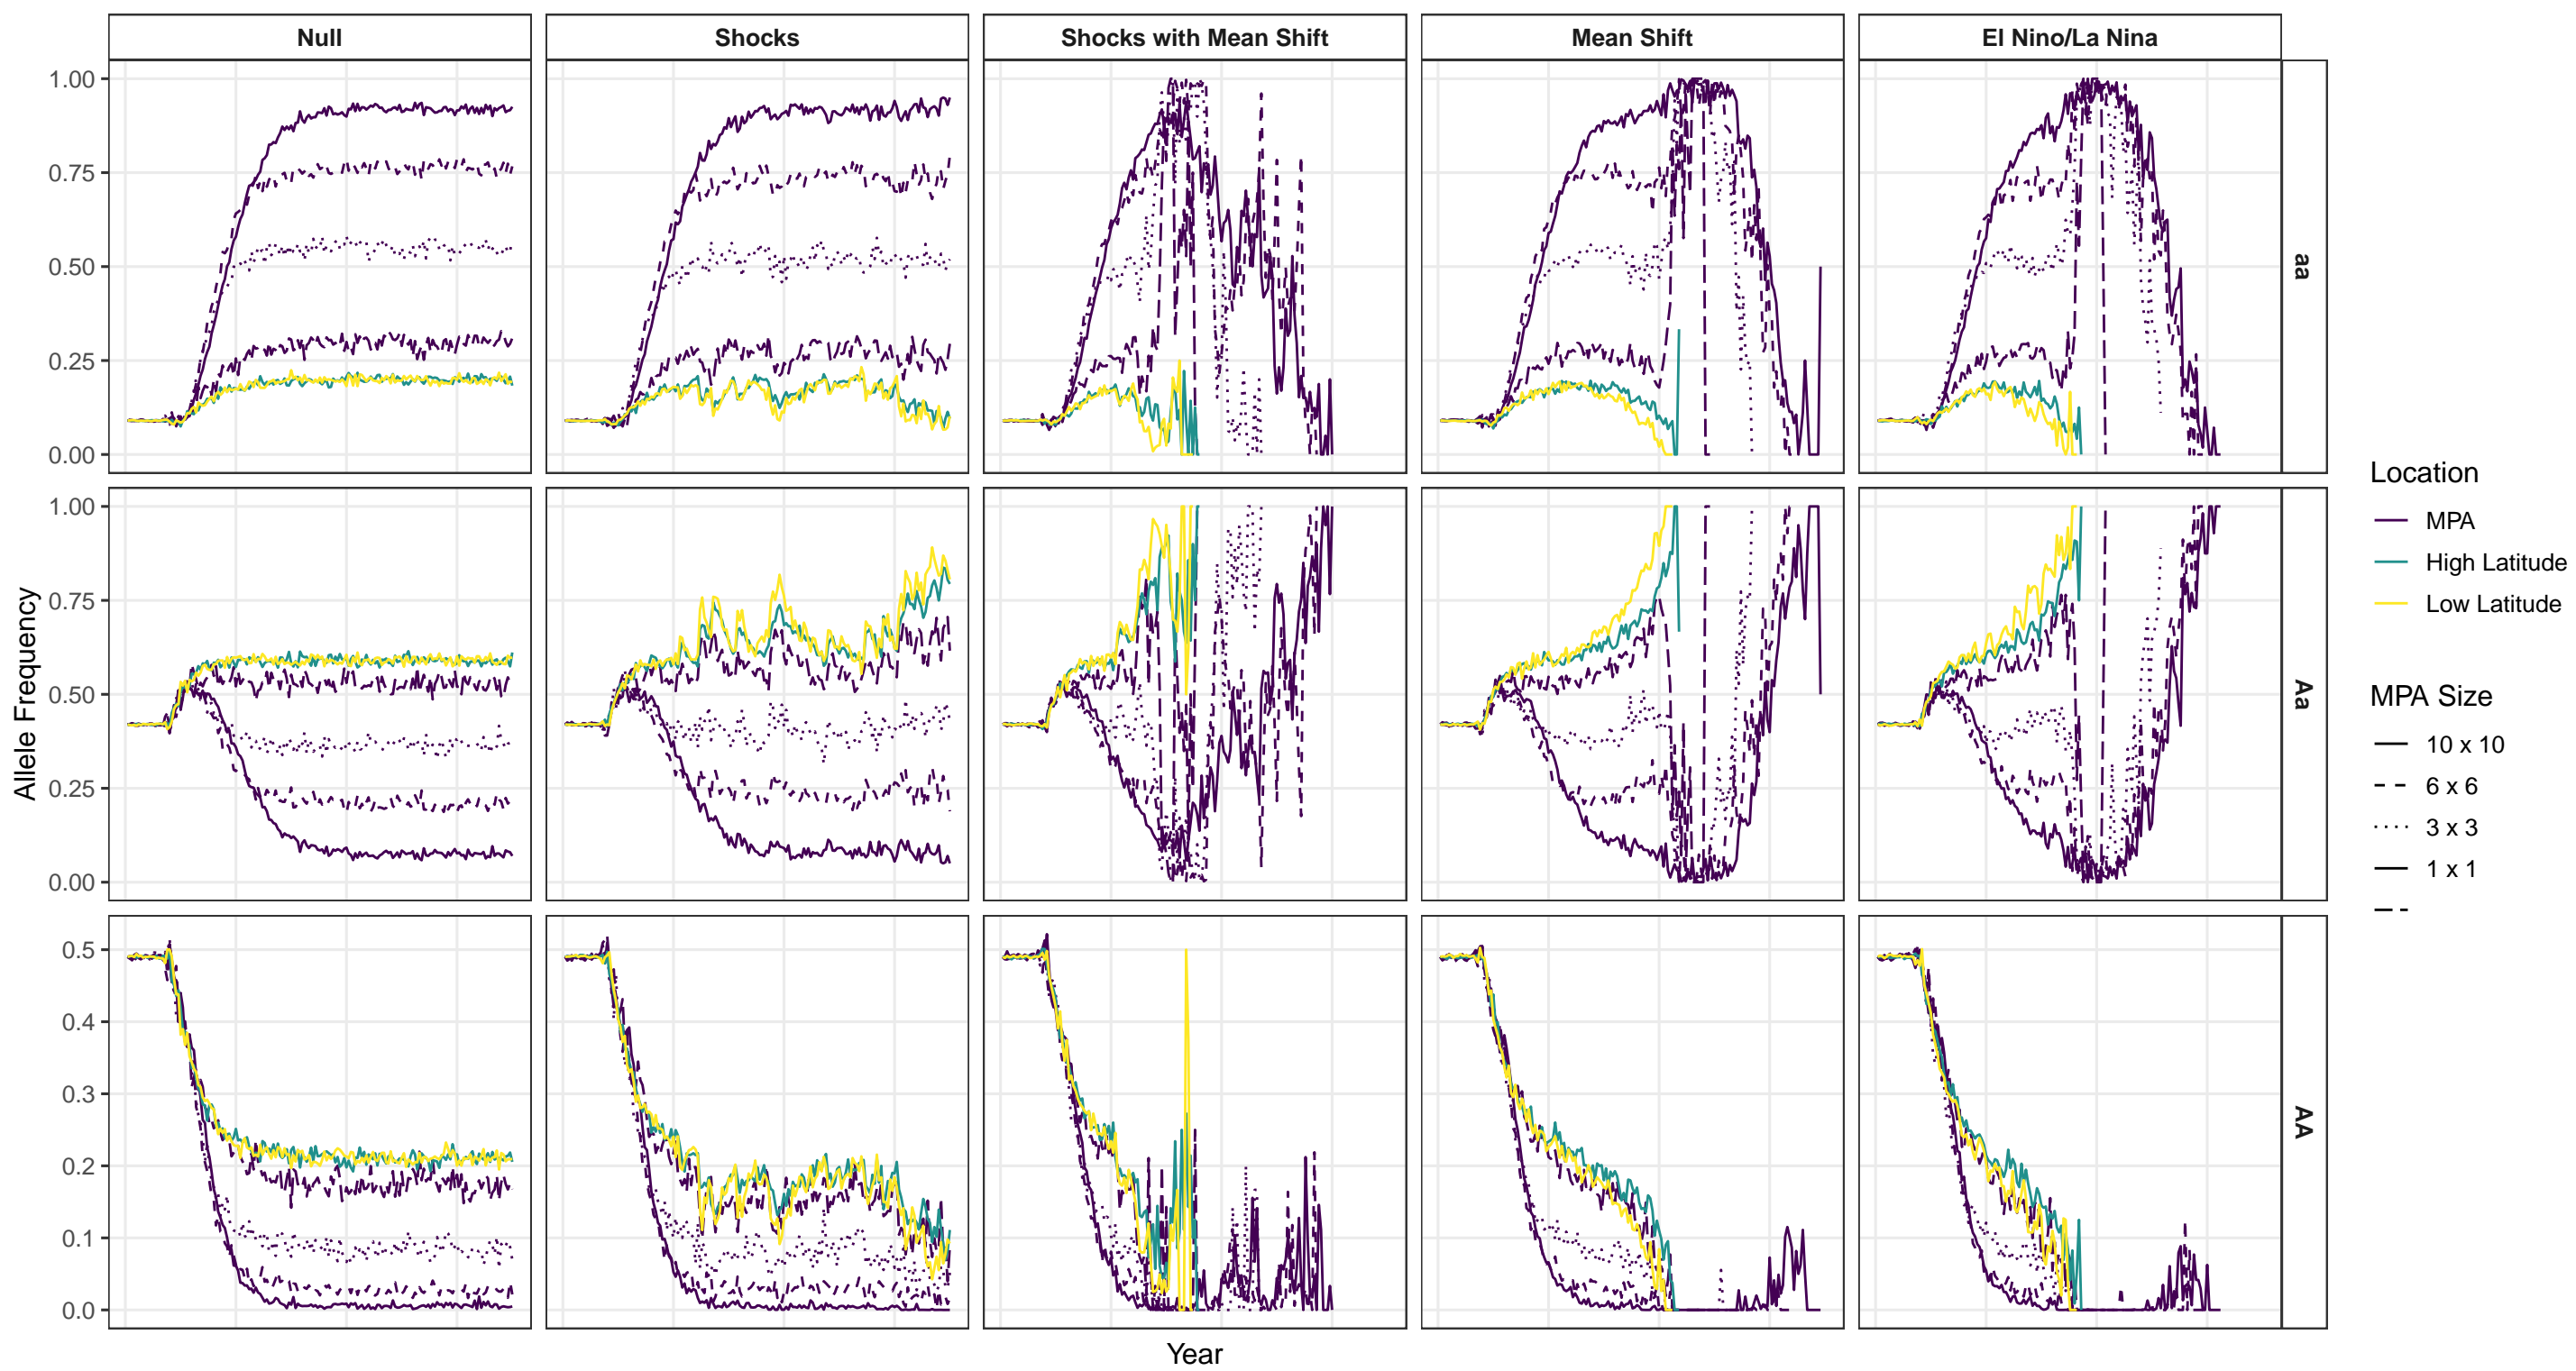 Null
Shocks
Shocks with Mean Shift
Mean Shift
El Nino/La Nina
1.00
0.75
0.50
0.25
0.00
aa
1.00
0.75
0.50
0.25
0.00
Aa
0.5
0.4
0.3
0.2
0.1
0.0
AA
Allele Frequency
Year
Location
MPA
High Latitude
Low Latitude
MPA Size
10 x 10
6 x 6
3 x 3
1 x 1